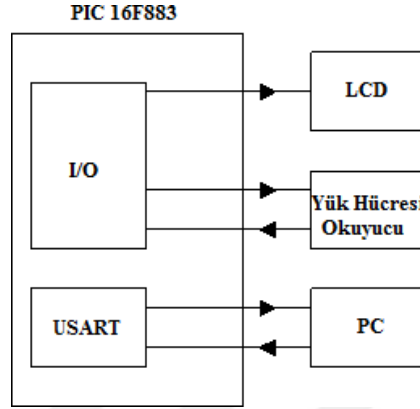 PIC 16F883
LCD
I/O
Yük Hücresi
Okuyucu
USART
PC